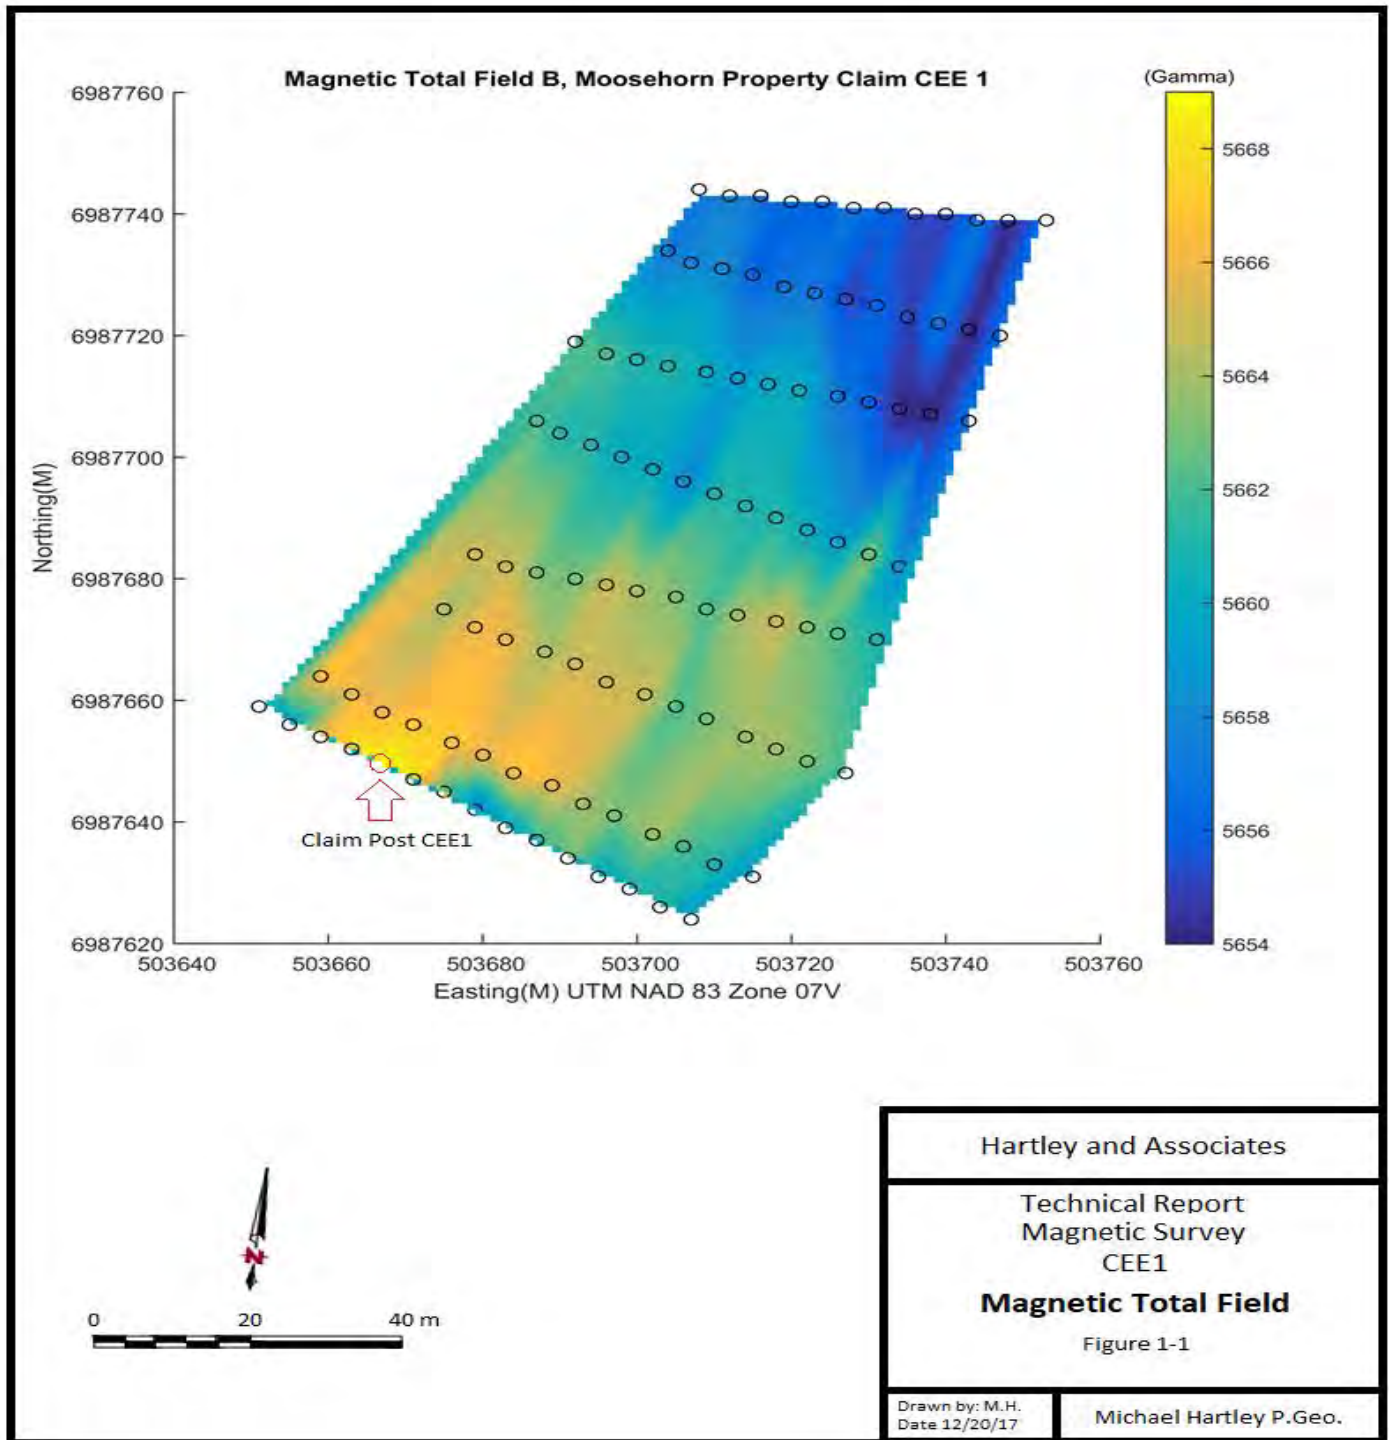 Magnetic Total Field B, Moosehorn Property Claim CEE 1
(Gamma)
6987760
6987740
6987720
6987700
6987680
6987660
6987640
6987620
Northing(M)
503640 503660 503680 503700 503720 503740 503760
Easting(M) UTM NAD 83 Zone 07V
5668
5666
5664
5662
5660
5658
5656
5654
Claim Post CEE1
N
0 20 40 m
Hartley and Associates
Technical Report
Magnetic Survey
CEE1
Magnetic Total Field
Figure 1-1
Drawn by: M.H.
Date 12/20/17
Michael Hartley P.Geo.